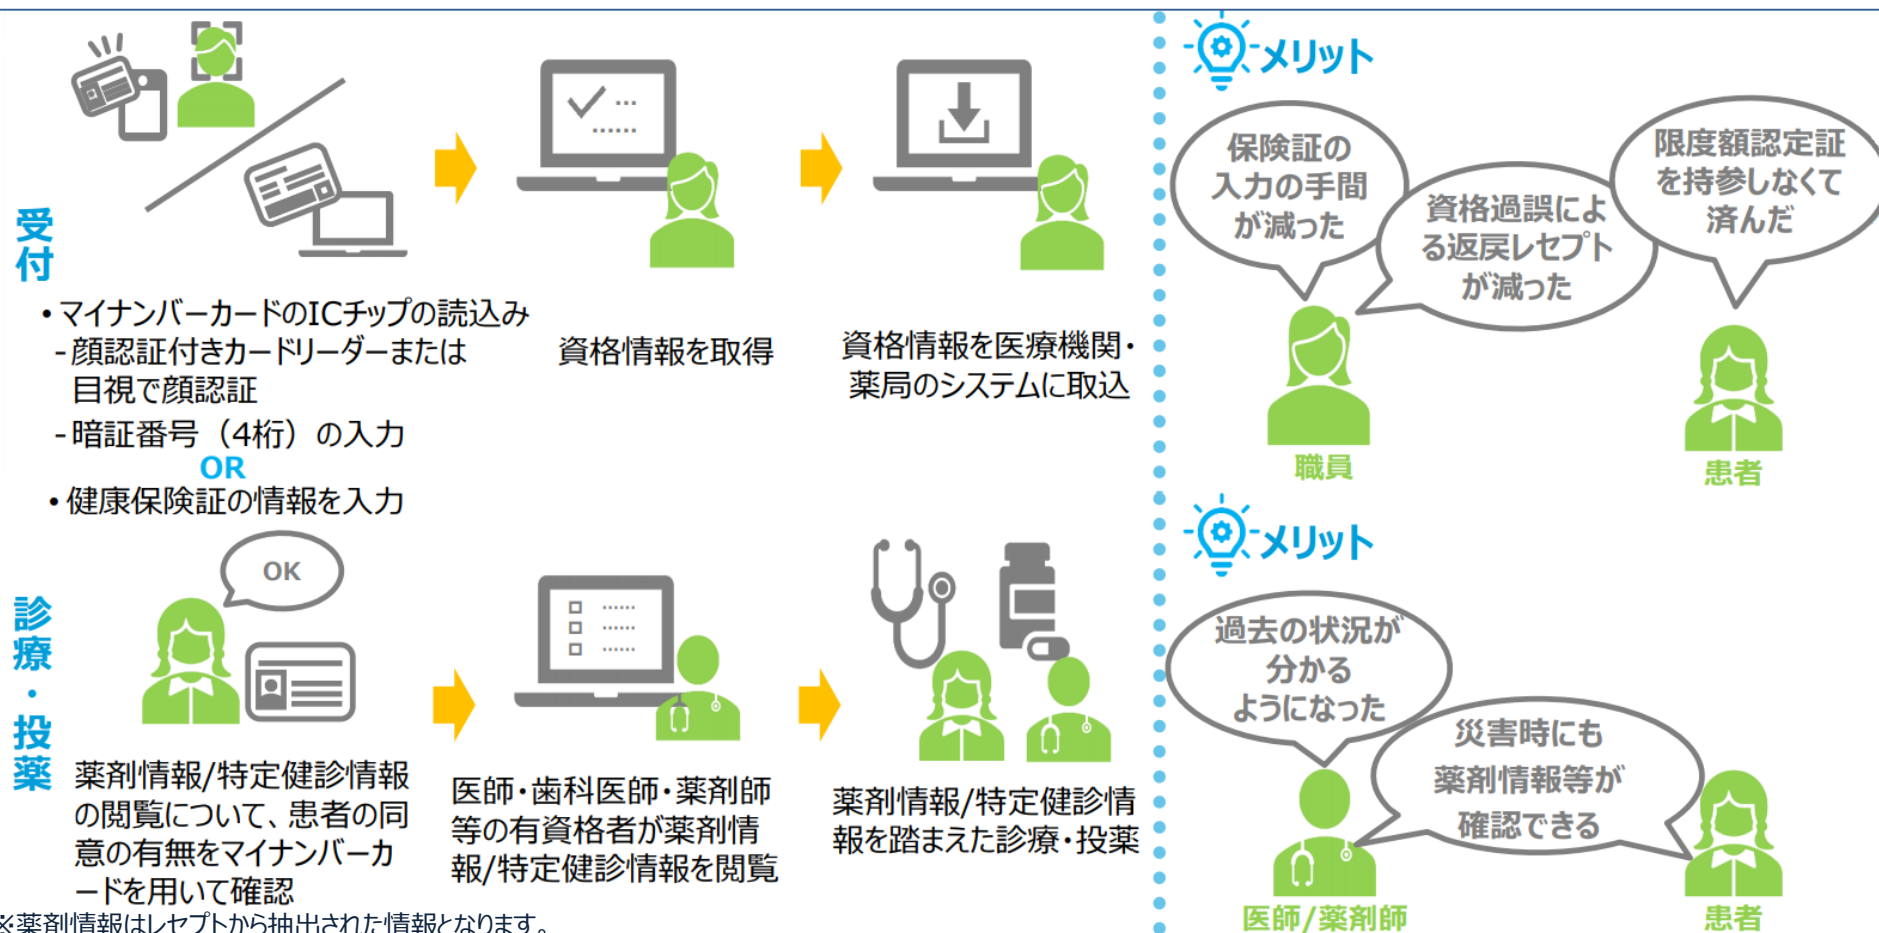 受付
・マイナンバーカードのICチップの読込み
-顔認証付きカードリーダーまたは
目視で顔認証
-暗証番号（4桁）の入力
OR
・健康保険証の情報を入力
資格情報を取得
資格情報を医療機関・
薬局のシステムに取込
メリット
保険証の
入力の手間
が減った
資格過誤によ
る返戻レセプト
が減った
限度額認定証
を持参しなくて
済んだ
職員
患者
診療・投薬
OK
薬剤情報/特定健診情報
の閲覧について、患者の同
意の有無をマイナンバーカ
ードを用いて確認
医師・歯科医師・薬剤師
等の有資格者が薬剤情
報/特定健診情報を閲覧
薬剤情報/特定健診情
報を踏まえた診療・投薬
メリット
過去の状況が
分かる
ようになった
災害時にも
薬剤情報等が
確認できる
医師/薬剤師
患者
※薬剤情報はレセプトから抽出された情報となります。